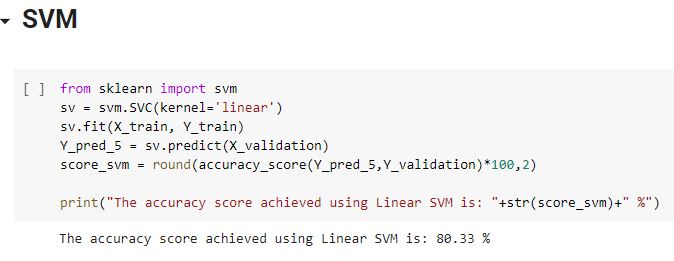 SVM
[ ] from sklearn import svm
sv = svm.SVC(kernel='linear')
sv.fit(X_train, Y_train)
Y_pred_5 = sv.predict(X_validation)
score_svm = round(accuracy_score(Y_pred_5,Y_validation)*100,2)
print("The accuracy score achieved using Linear SVM is: "+str(score_svm)+" %")
The accuracy score achieved using Linear SVM is: 80.33 %